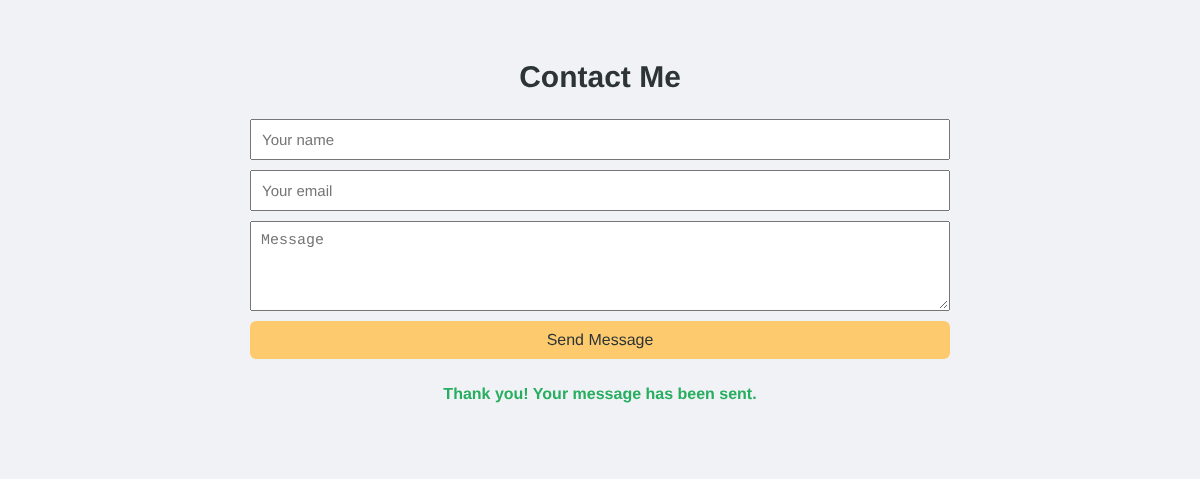 Contact Me
Your name
Your email
Message
Send Message
Thank you! Your message has been sent.